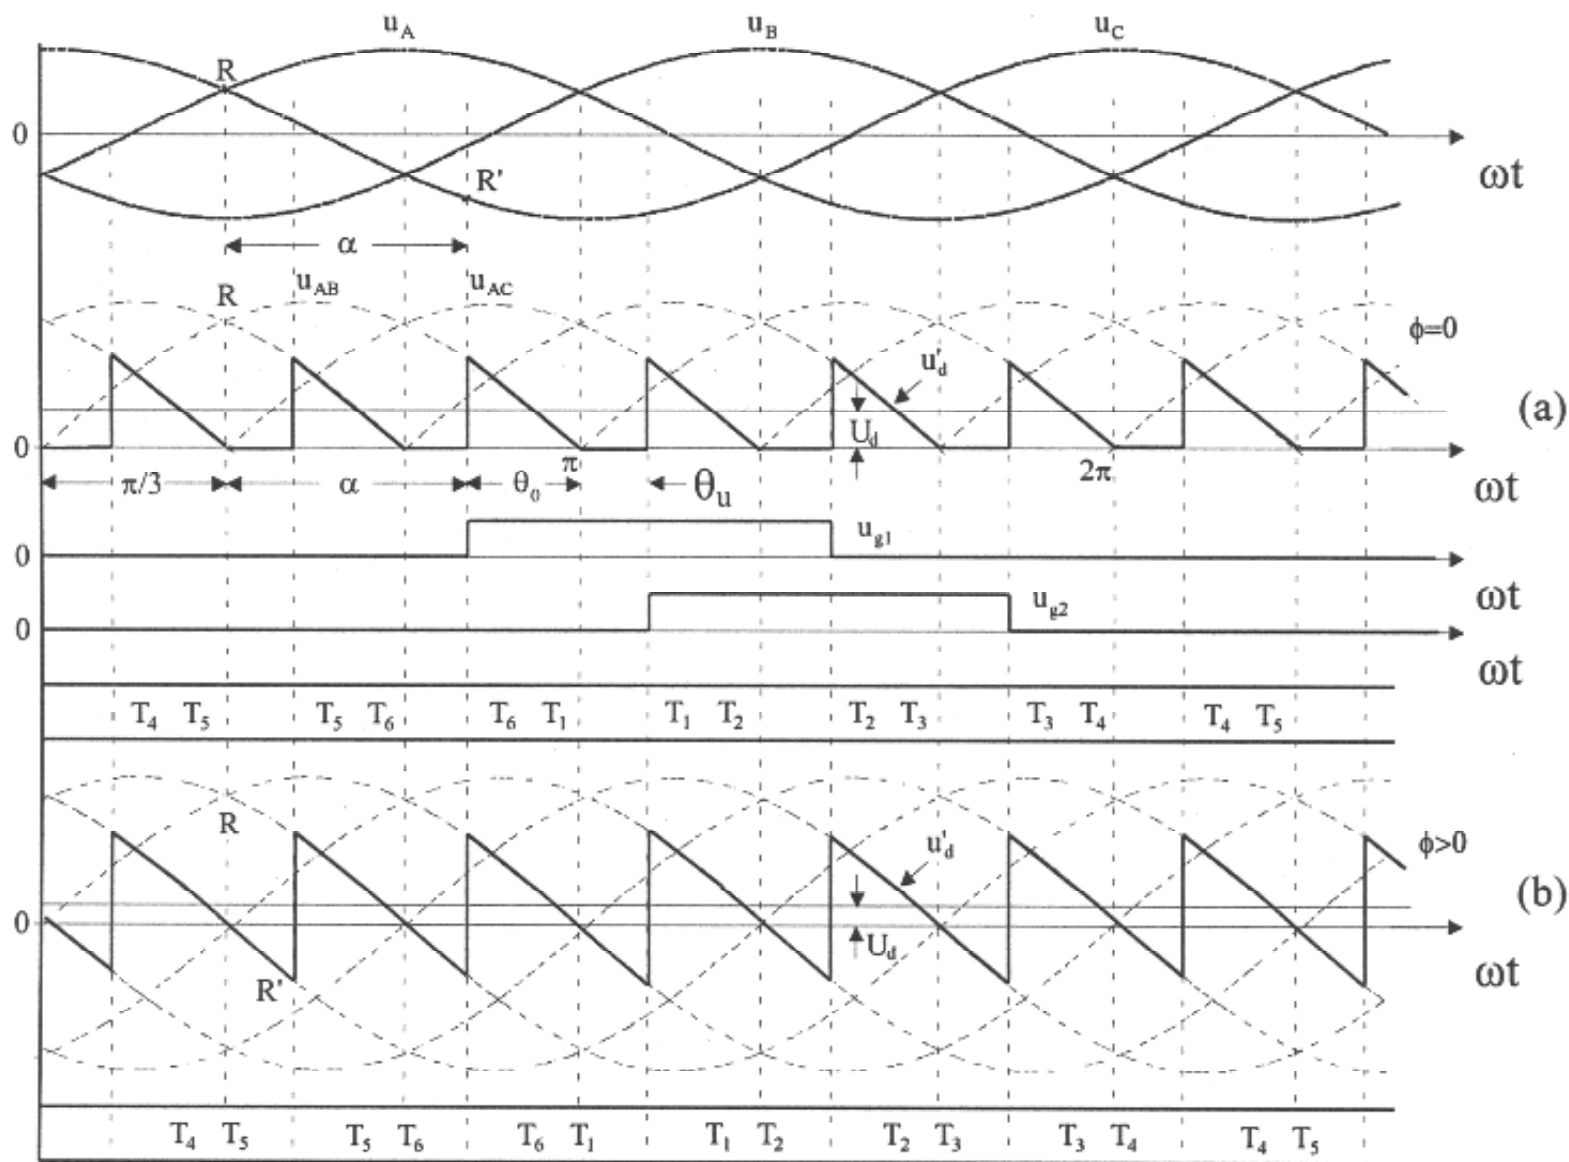 u_A u_B u_C
R
0
R' ωt
α
R u_AB u_AC
ϕ=0
u'_d
(a)
U_d
0
π 2π
π/3 α θ_0 θ_u ωt
u_g1
0
ωt
u_g2
0
ωt
T_4 T_5 T_5 T_6 T_6 T_1 T_1 T_2 T_2 T_3 T_3 T_4 T_4 T_5
R
u'_d ϕ>0
(b)
0
U_d
ωt
R'
T_4 T_5 T_5 T_6 T_6 T_1 T_1 T_2 T_2 T_3 T_3 T_4 T_4 T_5